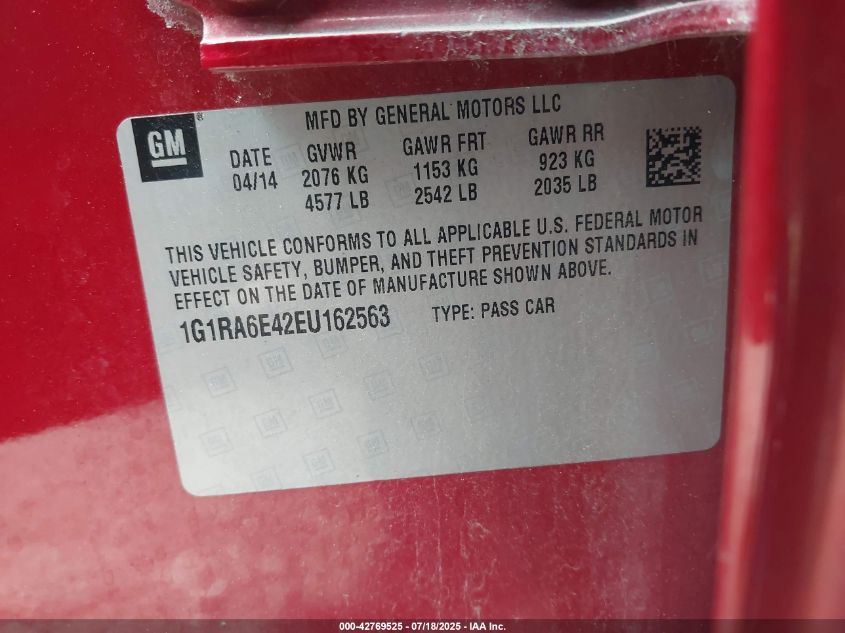 MFD BY GENERAL MOTORS LLC
GM®
DATE GVWR GAWR FRT GAWR RR
04/14 2076 KG 1153 KG 923 KG
4577 LB 2542 LB 2035 LB
THIS VEHICLE CONFORMS TO ALL APPLICABLE U.S. FEDERAL MOTOR
VEHICLE SAFETY, BUMPER, AND THEFT PREVENTION STANDARDS IN
EFFECT ON THE DATE OF MANUFACTURE SHOWN ABOVE.
1G1RA6E42EU162563 TYPE: PASS CAR
000-42769525 - 07/18/2025 - IAA Inc.